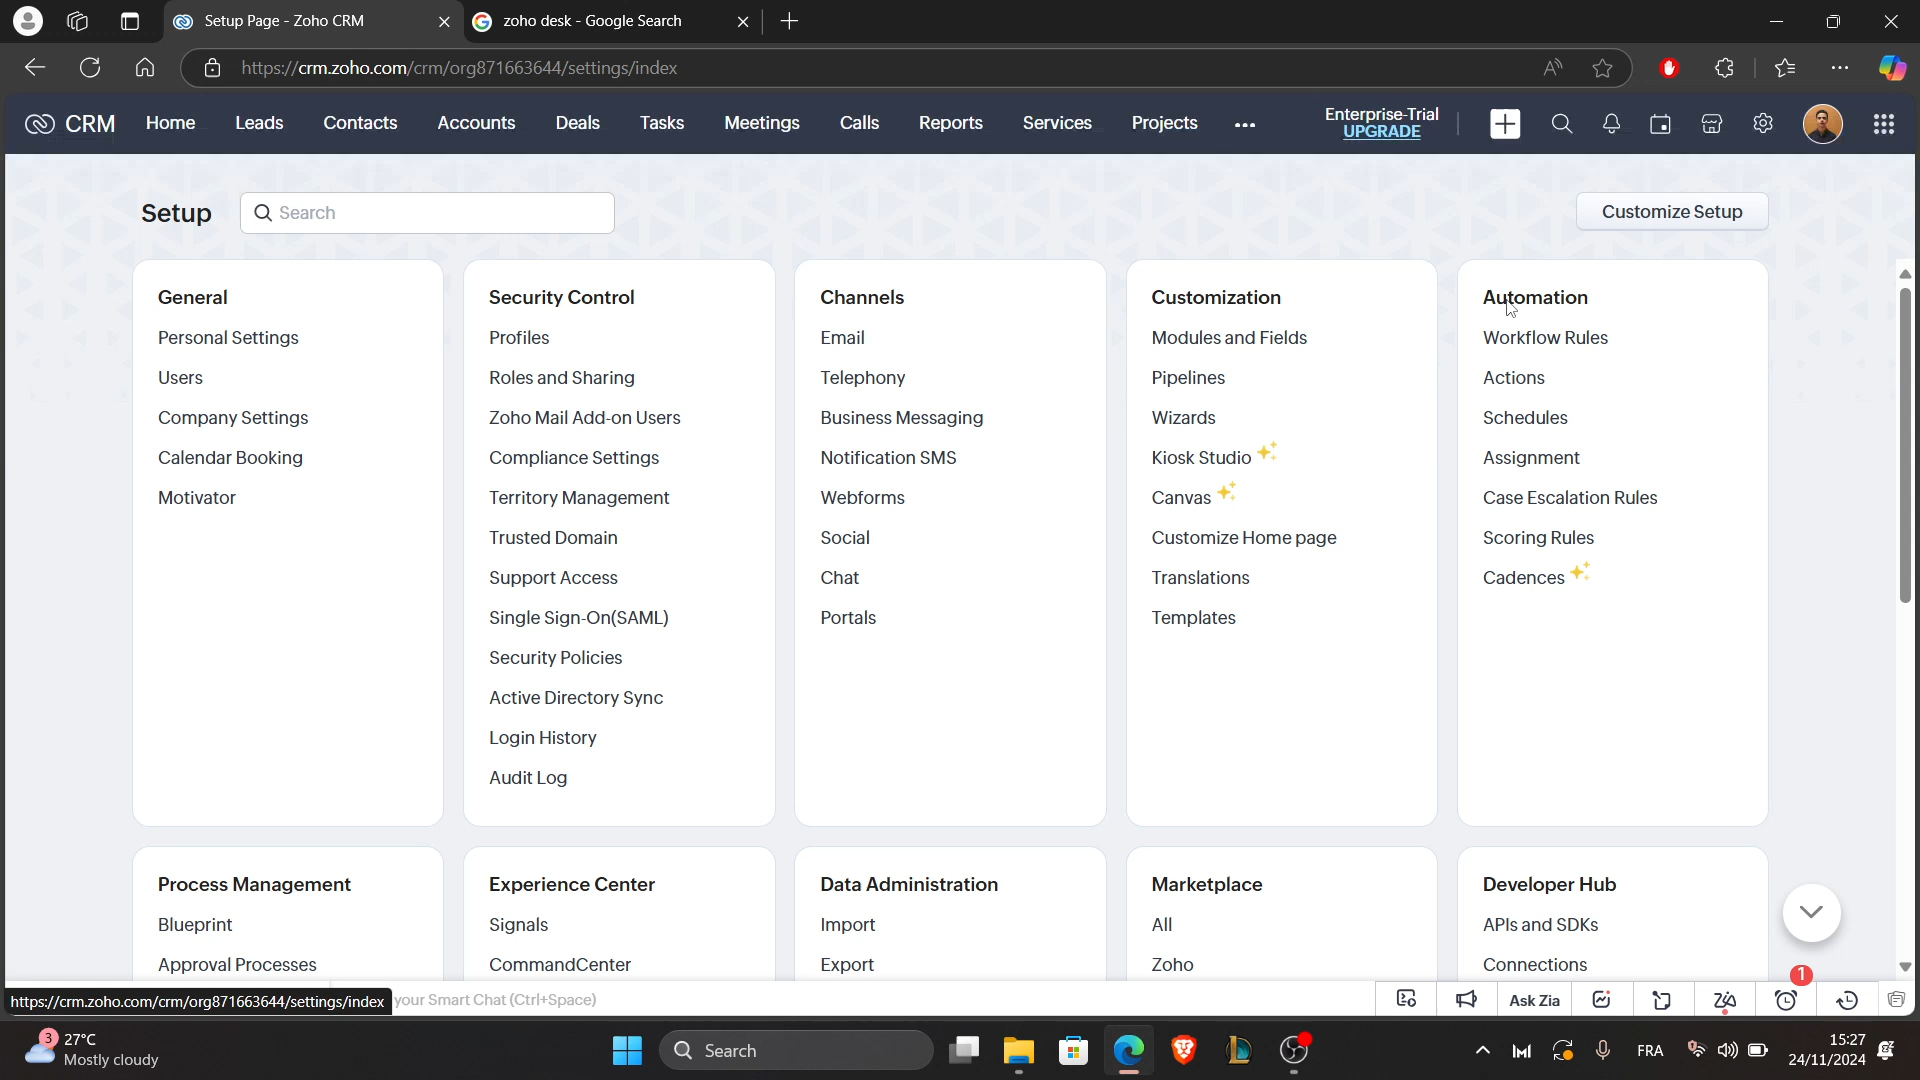 Setup Page - Zoho CRM
zoho desk - Google Search
https://crm.zoho.com/crm/org871663644/settings/index
CRM Home Leads Contacts Accounts Deals Tasks Meetings Calls Reports Services Projects
Enterprise-Trial
UPGRADE
Setup
Search
Customize Setup
General
Personal Settings
Users
Company Settings
Calendar Booking
Motivator
Security Control
Profiles
Roles and Sharing
Zoho Mail Add-on Users
Compliance Settings
Territory Management
Trusted Domain
Support Access
Single Sign-On(SAML)
Security Policies
Active Directory Sync
Login History
Audit Log
Channels
Email
Telephony
Business Messaging
Notification SMS
Webforms
Social
Chat
Portals
Customization
Modules and Fields
Pipelines
Wizards
Kiosk Studio
Canvas
Customize Home page
Translations
Templates
Automation
Workflow Rules
Actions
Schedules
Assignment
Case Escalation Rules
Scoring Rules
Cadences
Process Management
Blueprint
Approval Processes
Experience Center
Signals
CommandCenter
Data Administration
Import
Export
Marketplace
All
Zoho
Developer Hub
APIs and SDKs
Connections
1
https://crm.zoho.com/crm/org871663644/settings/index
your Smart Chat (Ctrl+Space)
Ask Zia
3
27°C
Mostly cloudy
Search
FRA
15:27
24/11/2024